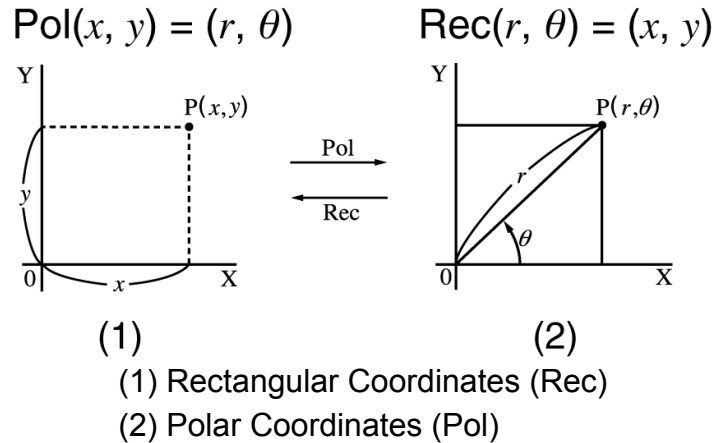 Pol(x, y) = (r, θ)
Rec(r, θ) = (x, y)
Y
P(x,y)
y
0
x
X
Pol
Rec
Y
P(r,θ)
r
θ
0
X
(1)
(2)
(1) Rectangular Coordinates (Rec)
(2) Polar Coordinates (Pol)